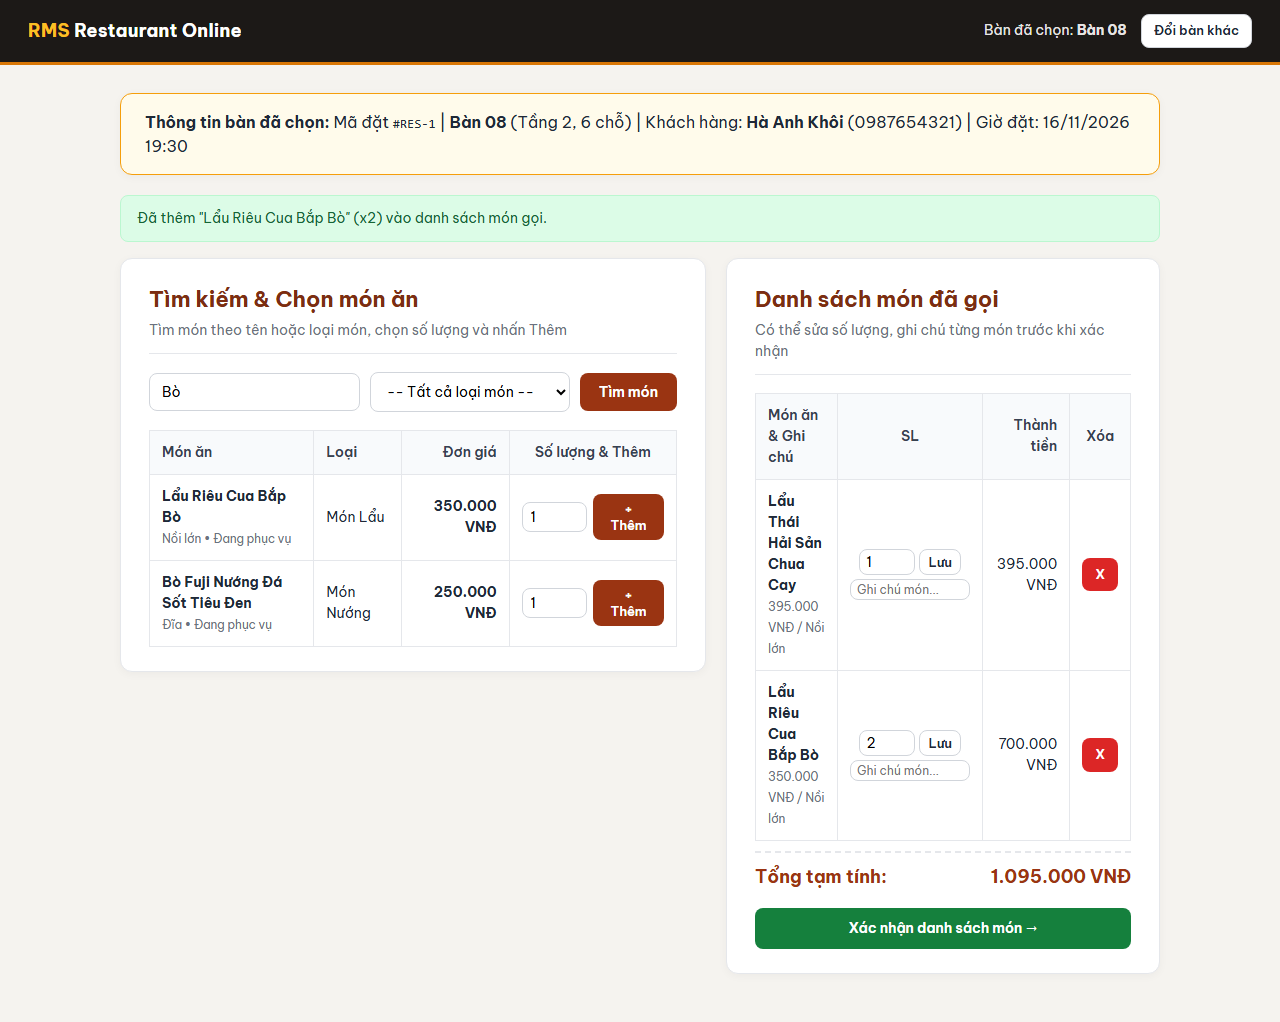 RMS Restaurant Online
Bàn đã chọn: Bàn 08
Đổi bàn khác
Thông tin bàn đã chọn: Mã đặt #RES-1 | Bàn 08 (Tầng 2, 6 chỗ) | Khách hàng: Hà Anh Khôi (0987654321) | Giờ đặt: 16/11/2026
19:30
Đã thêm "Lẩu Riêu Cua Bắp Bò" (x2) vào danh sách món gọi.
Tìm kiếm & Chọn món ăn
Tìm món theo tên hoặc loại món, chọn số lượng và nhấn Thêm
Bò
-- Tất cả loại món --
Tìm món
Món ăn
Loại
Đơn giá
Số lượng & Thêm
Lẩu Riêu Cua Bắp
Bò
Nồi lớn • Đang phục vụ
Món Lẩu
350.000
VNĐ
1
+
Thêm
Bò Fuji Nướng Đá
Sốt Tiêu Đen
Đĩa • Đang phục vụ
Món
Nướng
250.000
VNĐ
1
+
Thêm
Danh sách món đã gọi
Có thể sửa số lượng, ghi chú từng món trước khi xác
nhận
Món ăn
& Ghi
chú
SL
Thành
tiền
Xóa
Lẩu
Thái
Hải Sản
Chua
Cay
395.000
VNĐ / Nồi
lớn
1
Lưu
Ghi chú món...
395.000
VNĐ
X
Lẩu
Riêu
Cua
Bắp Bò
350.000
VNĐ / Nồi
lớn
2
Lưu
Ghi chú món...
700.000
VNĐ
X
Tổng tạm tính:
1.095.000 VNĐ
Xác nhận danh sách món →